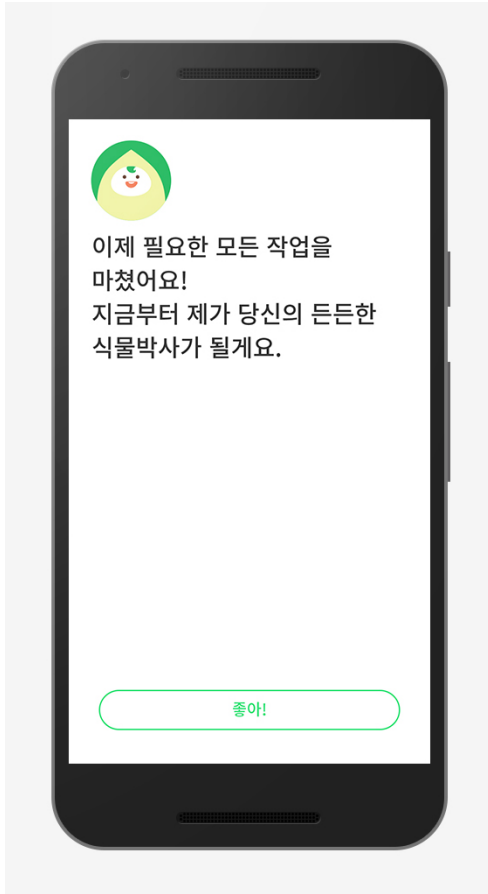 이제 필요한 모든 작업을
마쳤어요!
지금부터 제가 당신의 든든한
식물박사가 될게요.
좋아!